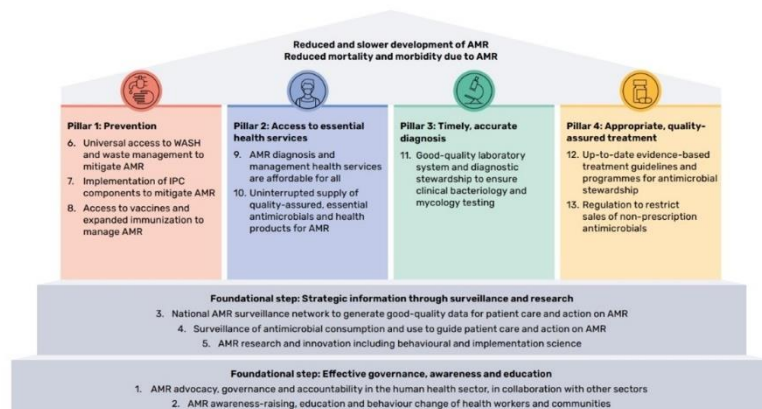 Reduced and slower development of AMR
Reduced mortality and morbidity due to AMR
Pillar 1: Prevention
6. Universal access to WASH
and waste management to
mitigate AMR
7. Implementation of IPC
components to mitigate AMR
8. Access to vaccines and
expanded immunization to
manage AMR
Pillar 2: Access to essential
health services
9. AMR diagnosis and
management health services
are affordable for all
10. Uninterrupted supply of
quality-assured, essential
antimicrobials and health
products for AMR
Pillar 3: Timely, accurate
diagnosis
11. Good-quality laboratory
system and diagnostic
stewardship to ensure
clinical bacteriology and
mycology testing
Pillar 4: Appropriate, quality-
assured treatment
12. Up-to-date evidence-based
treatment guidelines and
programmes for antimicrobial
stewardship
13. Regulation to restrict
sales of non-prescription
antimicrobials
Foundational step: Strategic information through surveillance and research
3. National AMR surveillance network to generate good-quality data for patient care and action on AMR
4. Surveillance of antimicrobial consumption and use to guide patient care and action on AMR
5. AMR research and innovation including behavioural and implementation science
Foundational step: Effective governance, awareness and education
1. AMR advocacy, governance and accountability in the human health sector, in collaboration with other sectors
2. AMR awareness-raising, education and behaviour change of health workers and communities